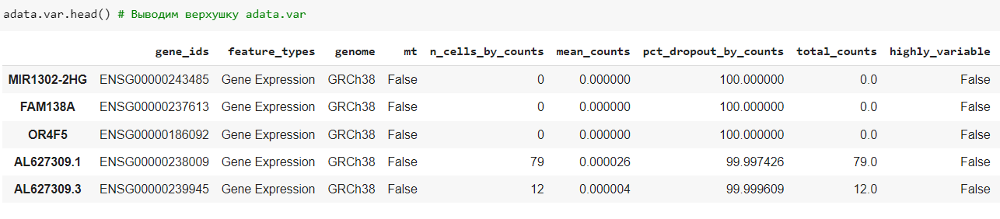 adata.var.head() # Выводим верхушку adata.var
gene_ids feature_types genome mt n_cells_by_counts mean_counts pct_dropout_by_counts total_counts highly_variable
MIR1302-2HG ENSG00000243485 Gene Expression GRCh38 False 0 0.000000 100.000000 0.0 False
FAM138A ENSG00000237613 Gene Expression GRCh38 False 0 0.000000 100.000000 0.0 False
OR4F5 ENSG00000186092 Gene Expression GRCh38 False 0 0.000000 100.000000 0.0 False
AL627309.1 ENSG00000238009 Gene Expression GRCh38 False 79 0.000026 99.997426 79.0 False
AL627309.3 ENSG00000239945 Gene Expression GRCh38 False 12 0.000004 99.999609 12.0 False